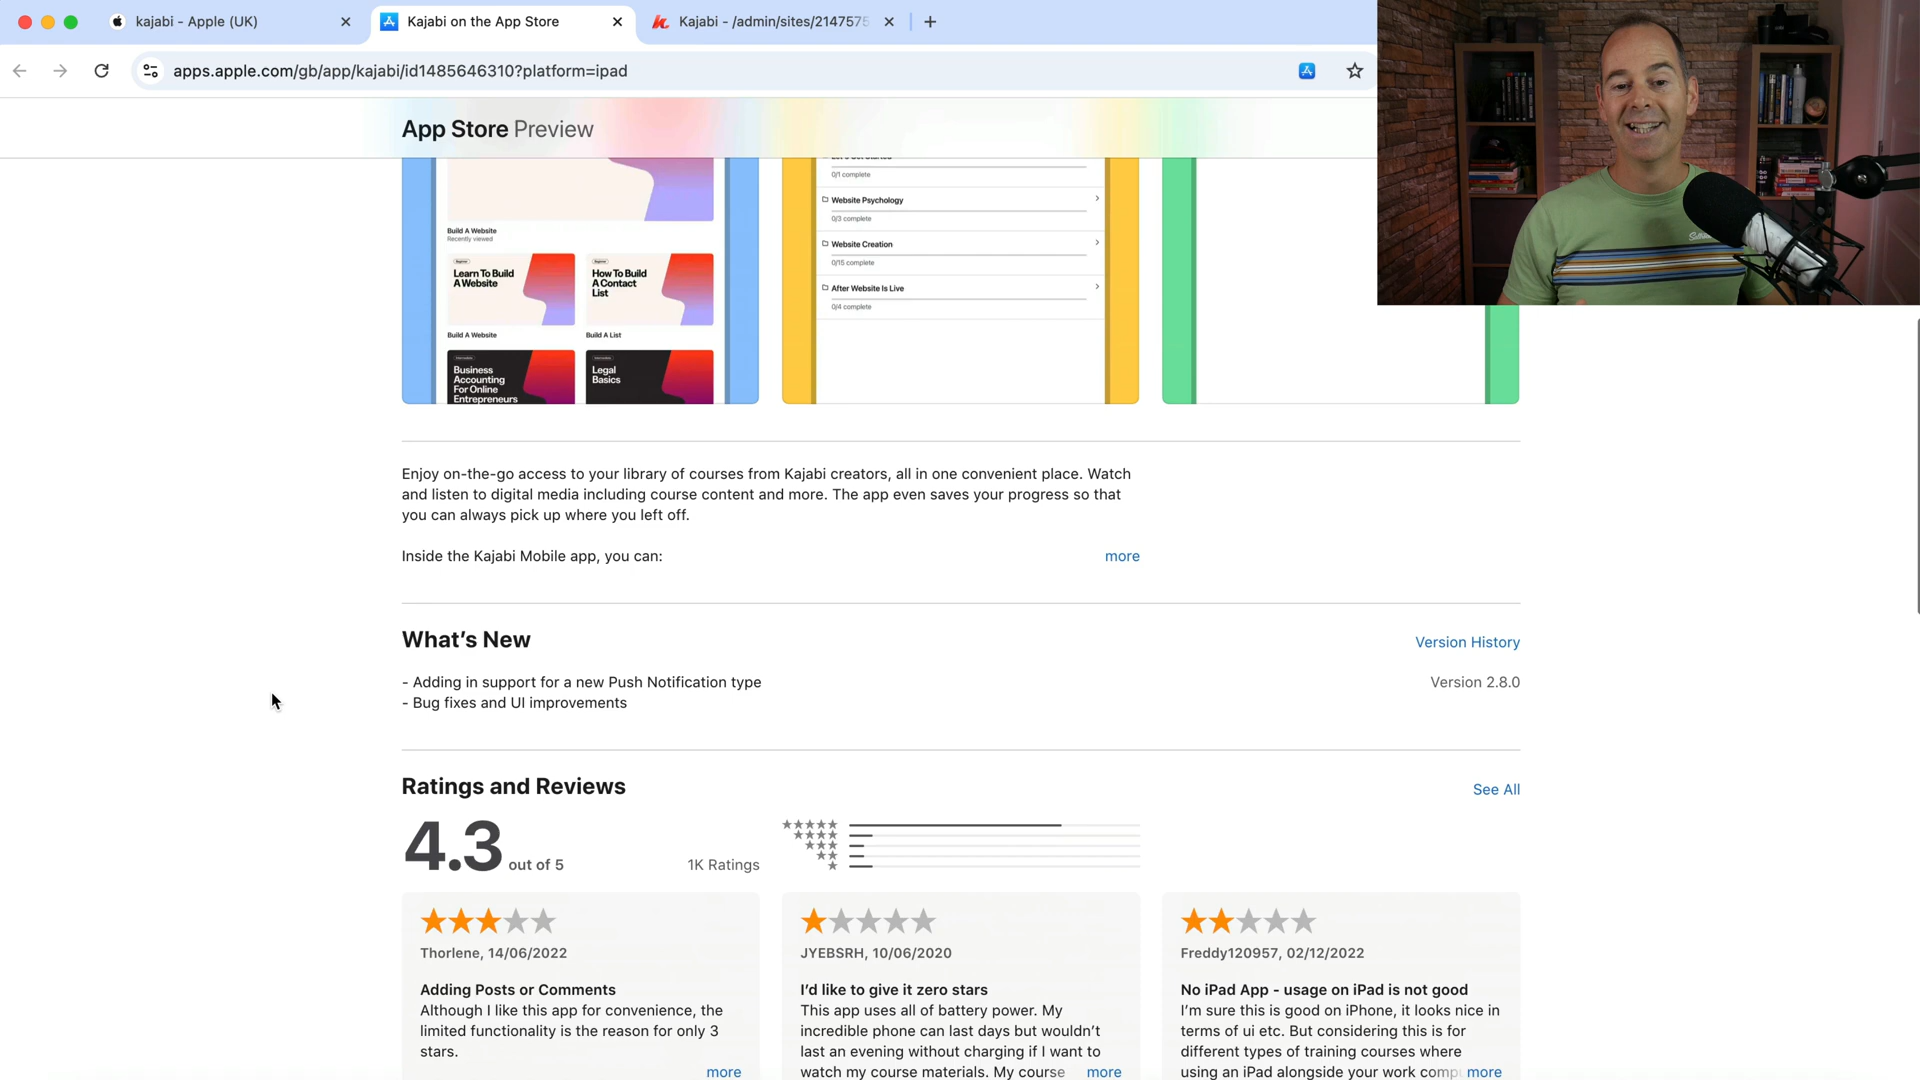 kajabi - Apple (UK)
Kajabi on the App Store
Kajabi - /admin/sites/2147575
apps.apple.com/gb/app/kajabi/id1485646310?platform=ipad
App Store Preview
Build A Website
Recently viewed
Learn To Build
A Website
How To Build
A Contact
List
Build A Website
Build A List
Business
Accounting
For Online
Entrepreneurs
Legal
Basics
0/1 complete
Website Psychology
0/3 complete
Website Creation
0/15 complete
After Website Is Live
0/4 complete
Enjoy on-the-go access to your library of courses from Kajabi creators, all in one convenient place. Watch
and listen to digital media including course content and more. The app even saves your progress so that
you can always pick up where you left off.
Inside the Kajabi Mobile app, you can:
more
What's New
Version History
- Adding in support for a new Push Notification type
- Bug fixes and UI improvements
Version 2.8.0
Ratings and Reviews
See All
4.3 out of 5
1K Ratings
Thorlene, 14/06/2022
Adding Posts or Comments
Although I like this app for convenience, the
limited functionality is the reason for only 3
stars.
more
JYEBSRH, 10/06/2020
I'd like to give it zero stars
This app uses all of battery power. My
incredible phone can last days but wouldn't
last an evening without charging if I want to
watch my course materials. My course more
Freddy120957, 02/12/2022
No iPad App - usage on iPad is not good
I'm sure this is good on iPhone, it looks nice in
terms of ui etc. But considering this is for
different types of training courses where
using an iPad alongside your work comp more